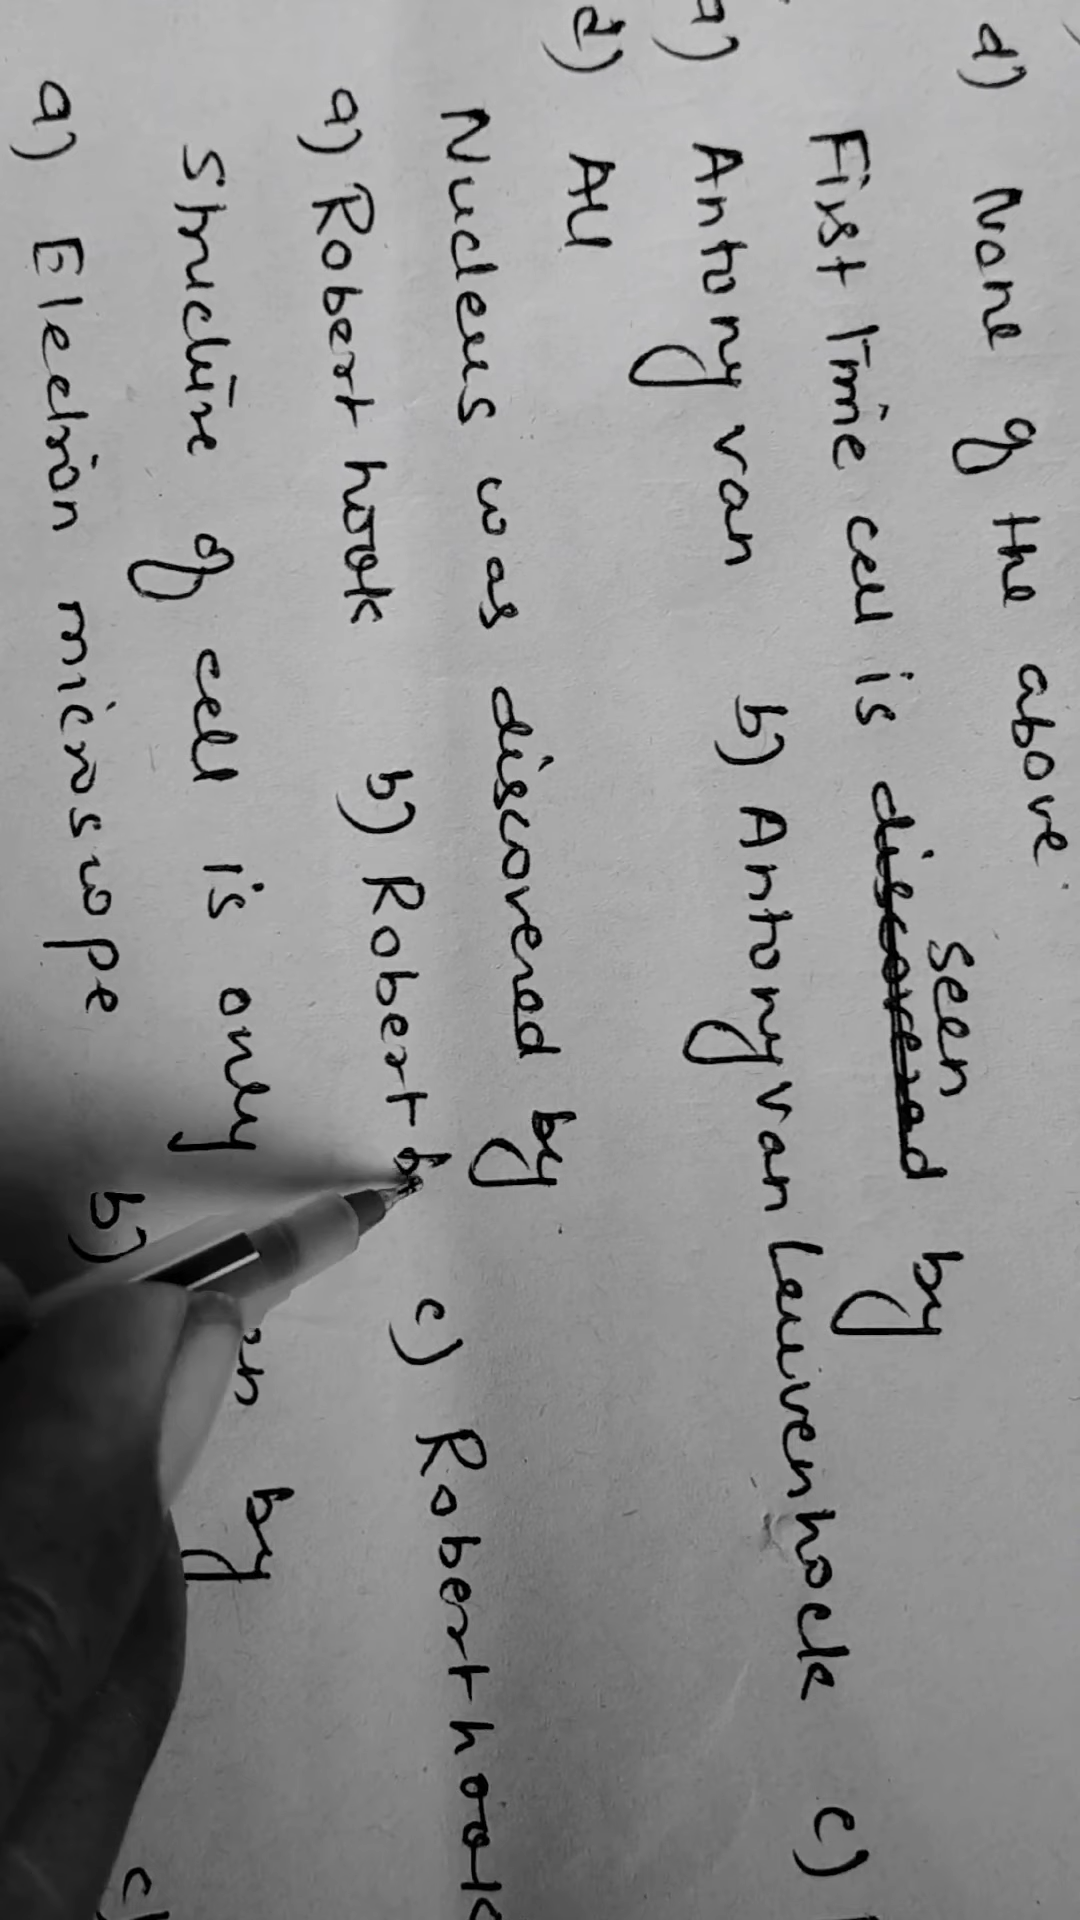 d) None of the above
First time cell is discovered seen by
a) Antony van b) Antony van Leuivenhock c)
d) All
Nucleus was discovered by
a) Robert hook b) Robert c) Robert hook
Structure of cell is only by
a) Electron microscope b) c)